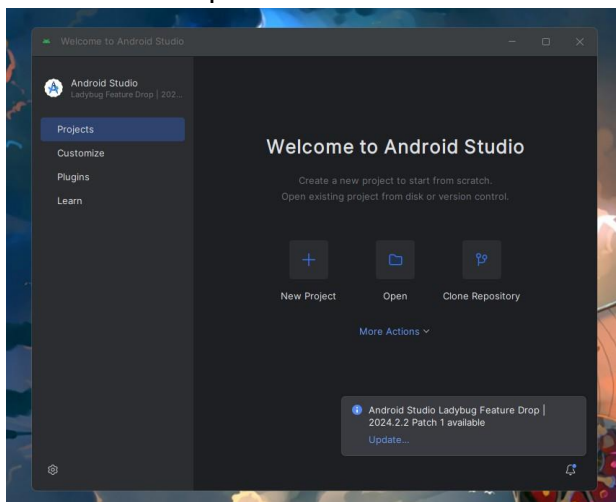 Welcome to Android Studio
Android Studio
Ladybug Feature Drop | 202...
Projects
Customize
Plugins
Learn
Welcome to Android Studio
Create a new project to start from scratch.
Open existing project from disk or version control.
New Project
Open
Clone Repository
More Actions
Android Studio Ladybug Feature Drop |
2024.2.2 Patch 1 available
Update...